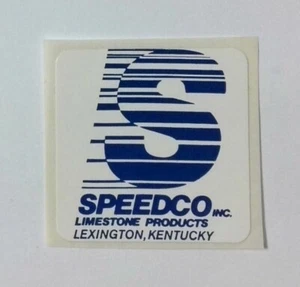 S
SPEEDCO INC.
LIMESTONE PRODUCTS
LEXINGTON, KENTUCKY